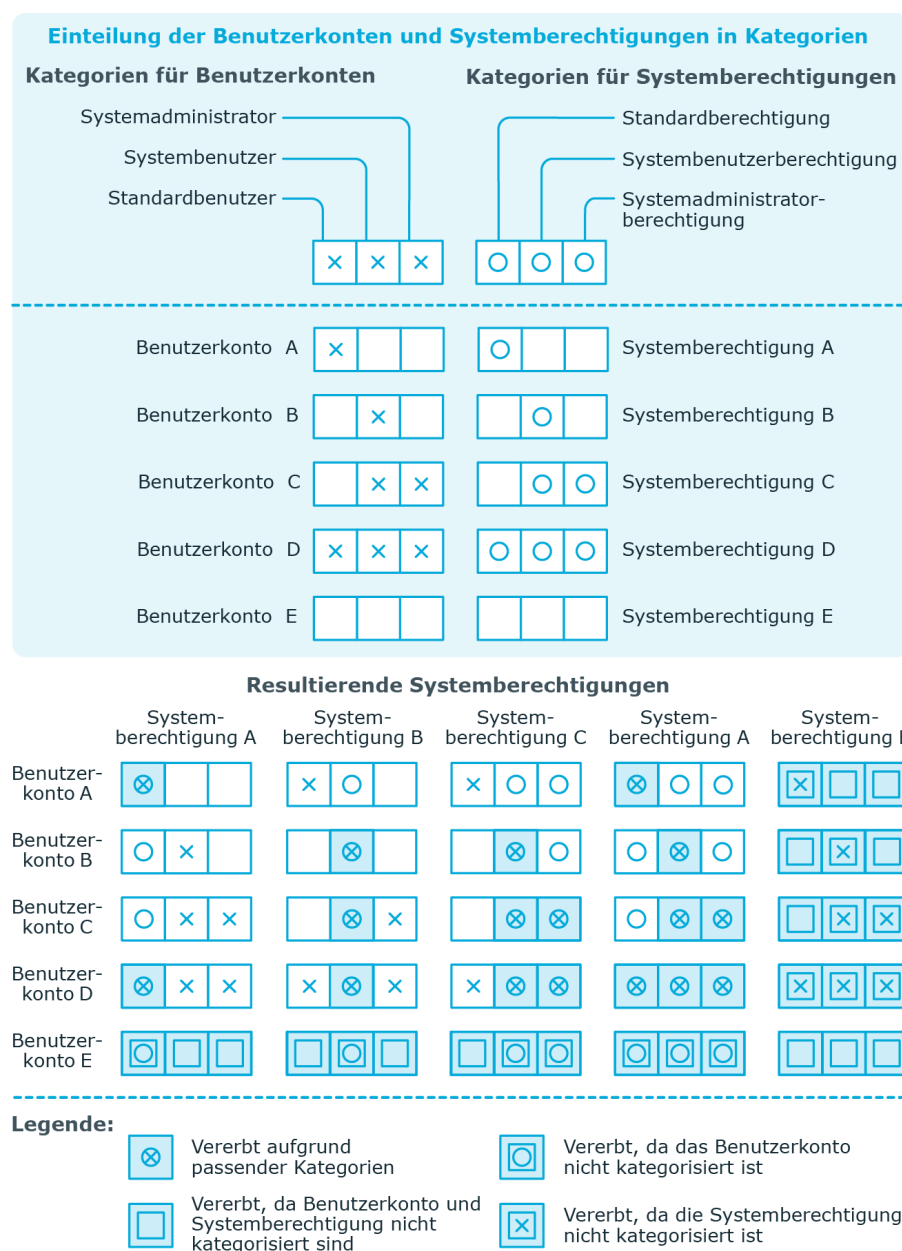 Einteilung der Benutzerkonten und Systemberechtigungen in Kategorien
Kategorien für Benutzerkonten
Kategorien für Systemberechtigungen
Systemadministrator
Systembenutzer
Standardbenutzer
Standardberechtigung
Systembenutzerberechtigung
Systemadministrator-
berechtigung
Benutzerkonto A
Systemberechtigung A
Benutzerkonto B
Systemberechtigung B
Benutzerkonto C
Systemberechtigung C
Benutzerkonto D
Systemberechtigung D
Benutzerkonto E
Systemberechtigung E
Resultierende Systemberechtigungen
System-
berechtigung A
System-
berechtigung B
System-
berechtigung C
System-
berechtigung A
System-
berechtigung
Benutzer-
konto A
Benutzer-
konto B
Benutzer-
konto C
Benutzer-
konto D
Benutzer-
konto E
Legende:
Vererbt aufgrund
passender Kategorien
Vererbt, da das Benutzerkonto
nicht kategorisiert ist
Vererbt, da Benutzerkonto und
Systemberechtigung nicht
kategorisiert sind
Vererbt, da die Systemberechtigung
nicht kategorisiert ist